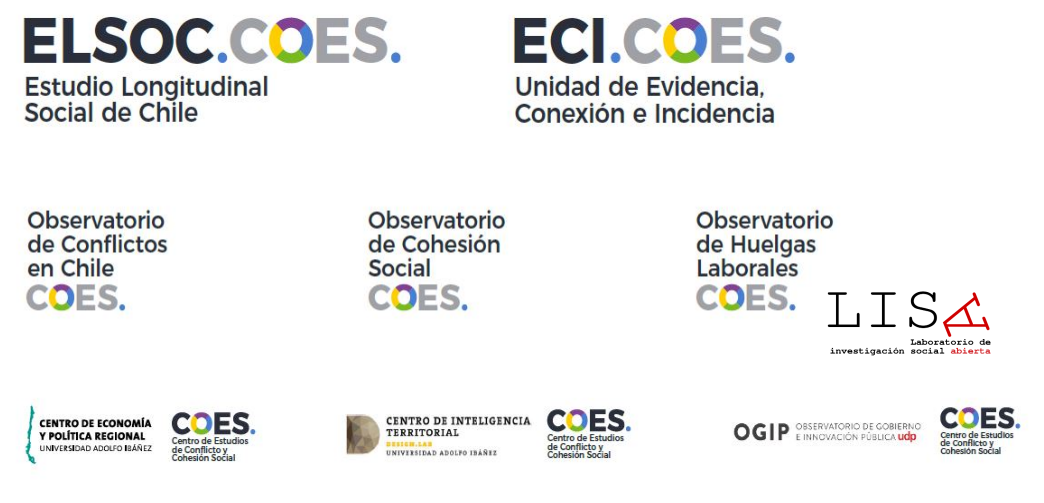 ELSOC.COES.
Estudio Longitudinal
Social de Chile
ECI.COES.
Unidad de Evidencia,
Conexión e Incidencia
Observatorio
de Conflictos
en Chile
COES.
Observatorio
de Cohesión
Social
COES.
Observatorio
de Huelgas
Laborales
COES.
LISA
Laboratorio de
investigación social abierta
CENTRO DE ECONOMÍA
Y POLÍTICA REGIONAL
UNIVERSIDAD ADOLFO IBÁÑEZ
COES.
Centro de Estudios
de Conflicto y
Cohesión Social
CENTRO DE INTELIGENCIA
TERRITORIAL
DESIGN.LAB
UNIVERSIDAD ADOLFO IBÁÑEZ
COES.
Centro de Estudios
de Conflicto y
Cohesión Social
OGIP OBSERVATORIO DE GOBIERNO
E INNOVACIÓN PÚBLICA udp
COES.
Centro de Estudios
de Conflicto y
Cohesión Social